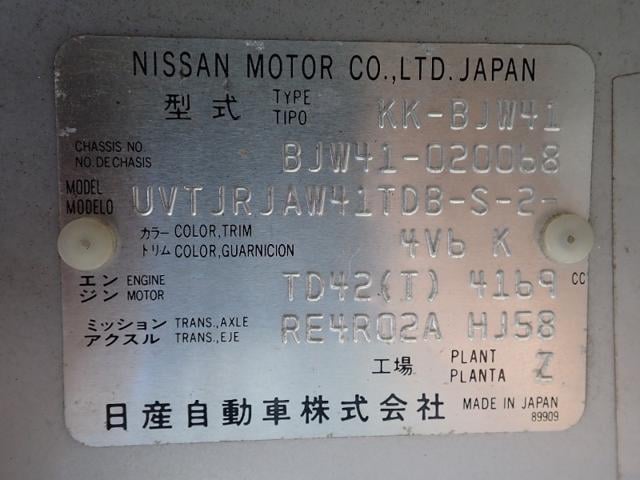 NISSAN MOTOR CO.,LTD. JAPAN
型式 TYPE TIPO KK-BJW41
CHASSIS NO. NO. DE CHASIS BJW41-020068
MODEL MODELO UVTJRJAW41TDB-S-2-
カラー COLOR, TRIM トリム COLOR, GUARNICION 4V6 K
エンジン ENGINE MOTOR TD42(T) 4169 CC
ミッション アクスル TRANS., AXLE TRANS., EJE RE4R02A HJ58
工場 PLANT PLANTA Z
日産自動車株式会社 MADE IN JAPAN
89909